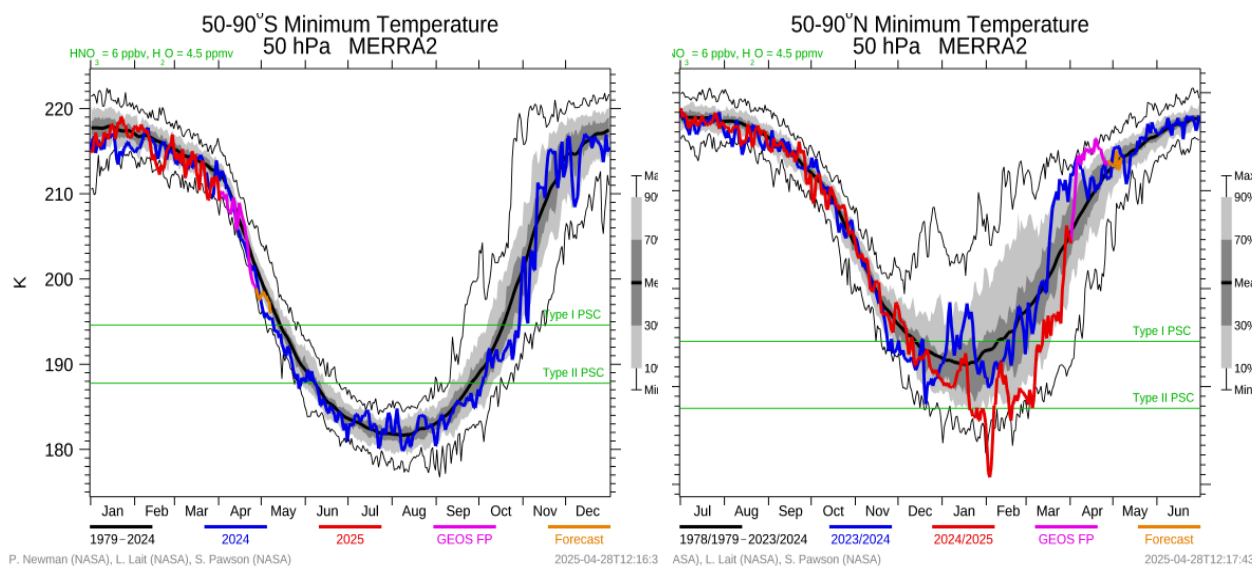 50-90°S Minimum Temperature
50 hPa MERRA2
HNO3 = 6 ppbv, H2O = 4.5 ppmv
220
210
200
190
180
K
Type I PSC
Type II PSC
Ma
90
70
Me
30
10
Mi
Jan Feb Mar Apr May Jun Jul Aug Sep Oct Nov Dec
1979-2024 2024 2025 GEOS FP Forecast
P. Newman (NASA), L. Lait (NASA), S. Pawson (NASA) 2025-04-28T12:16:3
50-90°N Minimum Temperature
50 hPa MERRA2
NO3 = 6 ppbv, H2O = 4.5 ppmv
Type I PSC
Type II PSC
Max
90%
70%
Mea
30%
10%
Min
Jul Aug Sep Oct Nov Dec Jan Feb Mar Apr May Jun
1978/1979-2023/2024 2023/2024 2024/2025 GEOS FP Forecast
ASA), L. Lait (NASA), S. Pawson (NASA) 2025-04-28T12:17:43